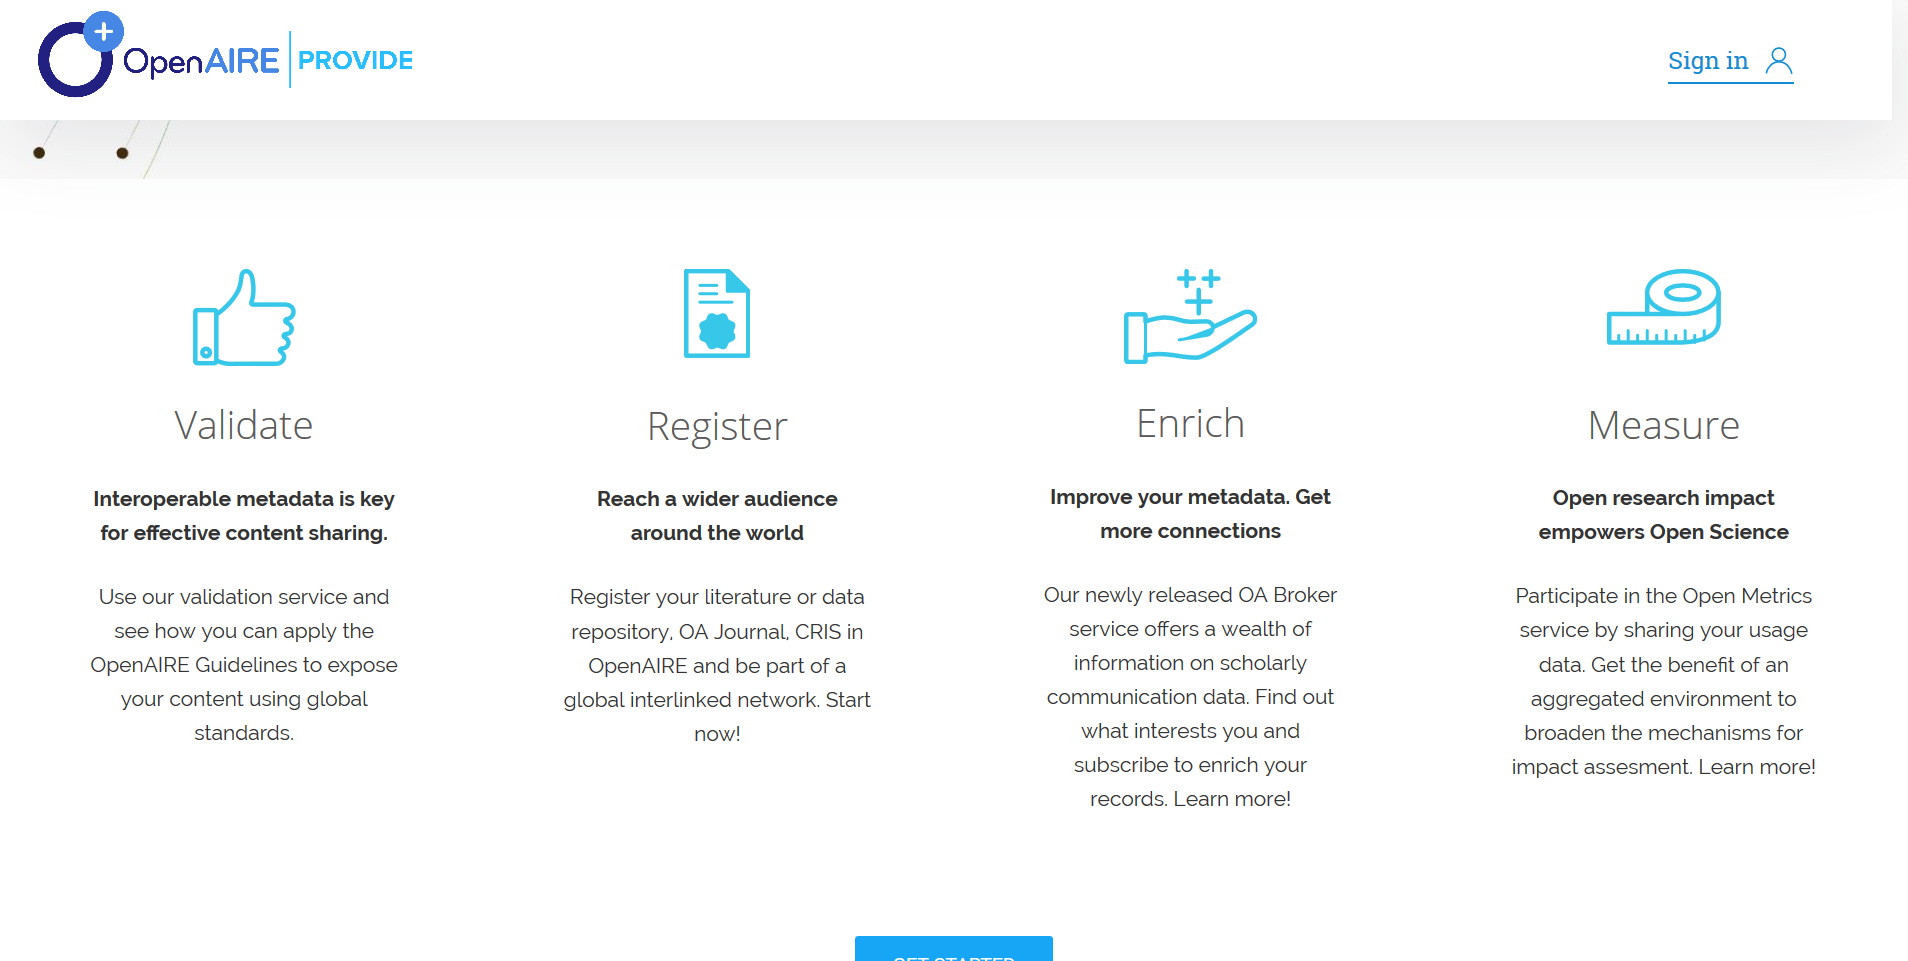 OpenAIRE PROVIDE
Sign in
Validate
Interoperable metadata is key
for effective content sharing.
Use our validation service and
see how you can apply the
OpenAIRE Guidelines to expose
your content using global
standards.
Register
Reach a wider audience
around the world
Register your literature or data
repository, OA Journal, CRIS in
OpenAIRE and be part of a
global interlinked network. Start
now!
Enrich
Improve your metadata. Get
more connections
Our newly released OA Broker
service offers a wealth of
information on scholarly
communication data. Find out
what interests you and
subscribe to enrich your
records. Learn more!
Measure
Open research impact
empowers Open Science
Participate in the Open Metrics
service by sharing your usage
data. Get the benefit of an
aggregated environment to
broaden the mechanisms for
impact assesment. Learn more!
GET STARTED